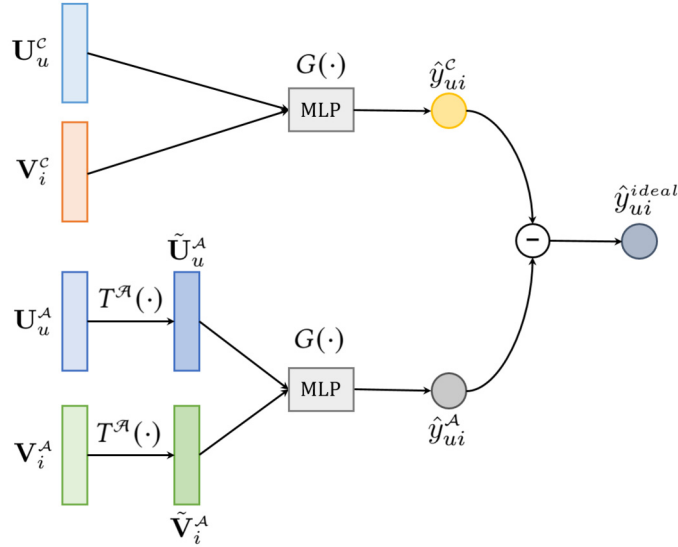 U_u^C
G(·)
ŷ_ui^C
MLP
V_i^C
ŷ_ui^ideal
−
Ũ_u^A
T^A(·)
U_u^A
G(·)
MLP
T^A(·)
V_i^A
ŷ_ui^A
Ṽ_i^A